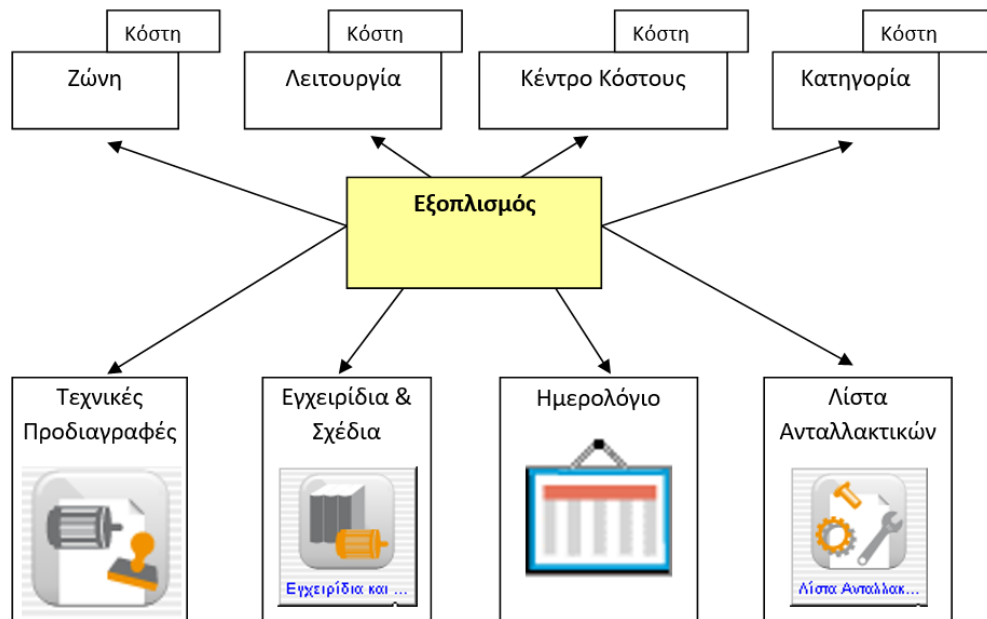 Κόστη
Κόστη
Κόστη
Κόστη
Ζώνη
Λειτουργία
Κέντρο Κόστους
Κατηγορία
Εξοπλισμός
Τεχνικές
Προδιαγραφές
Εγχειρίδια &
Σχέδια
Εγχειρίδια και ...
Ημερολόγιο
Λίστα
Ανταλλακτικών
Λίστα Ανταλλακ...